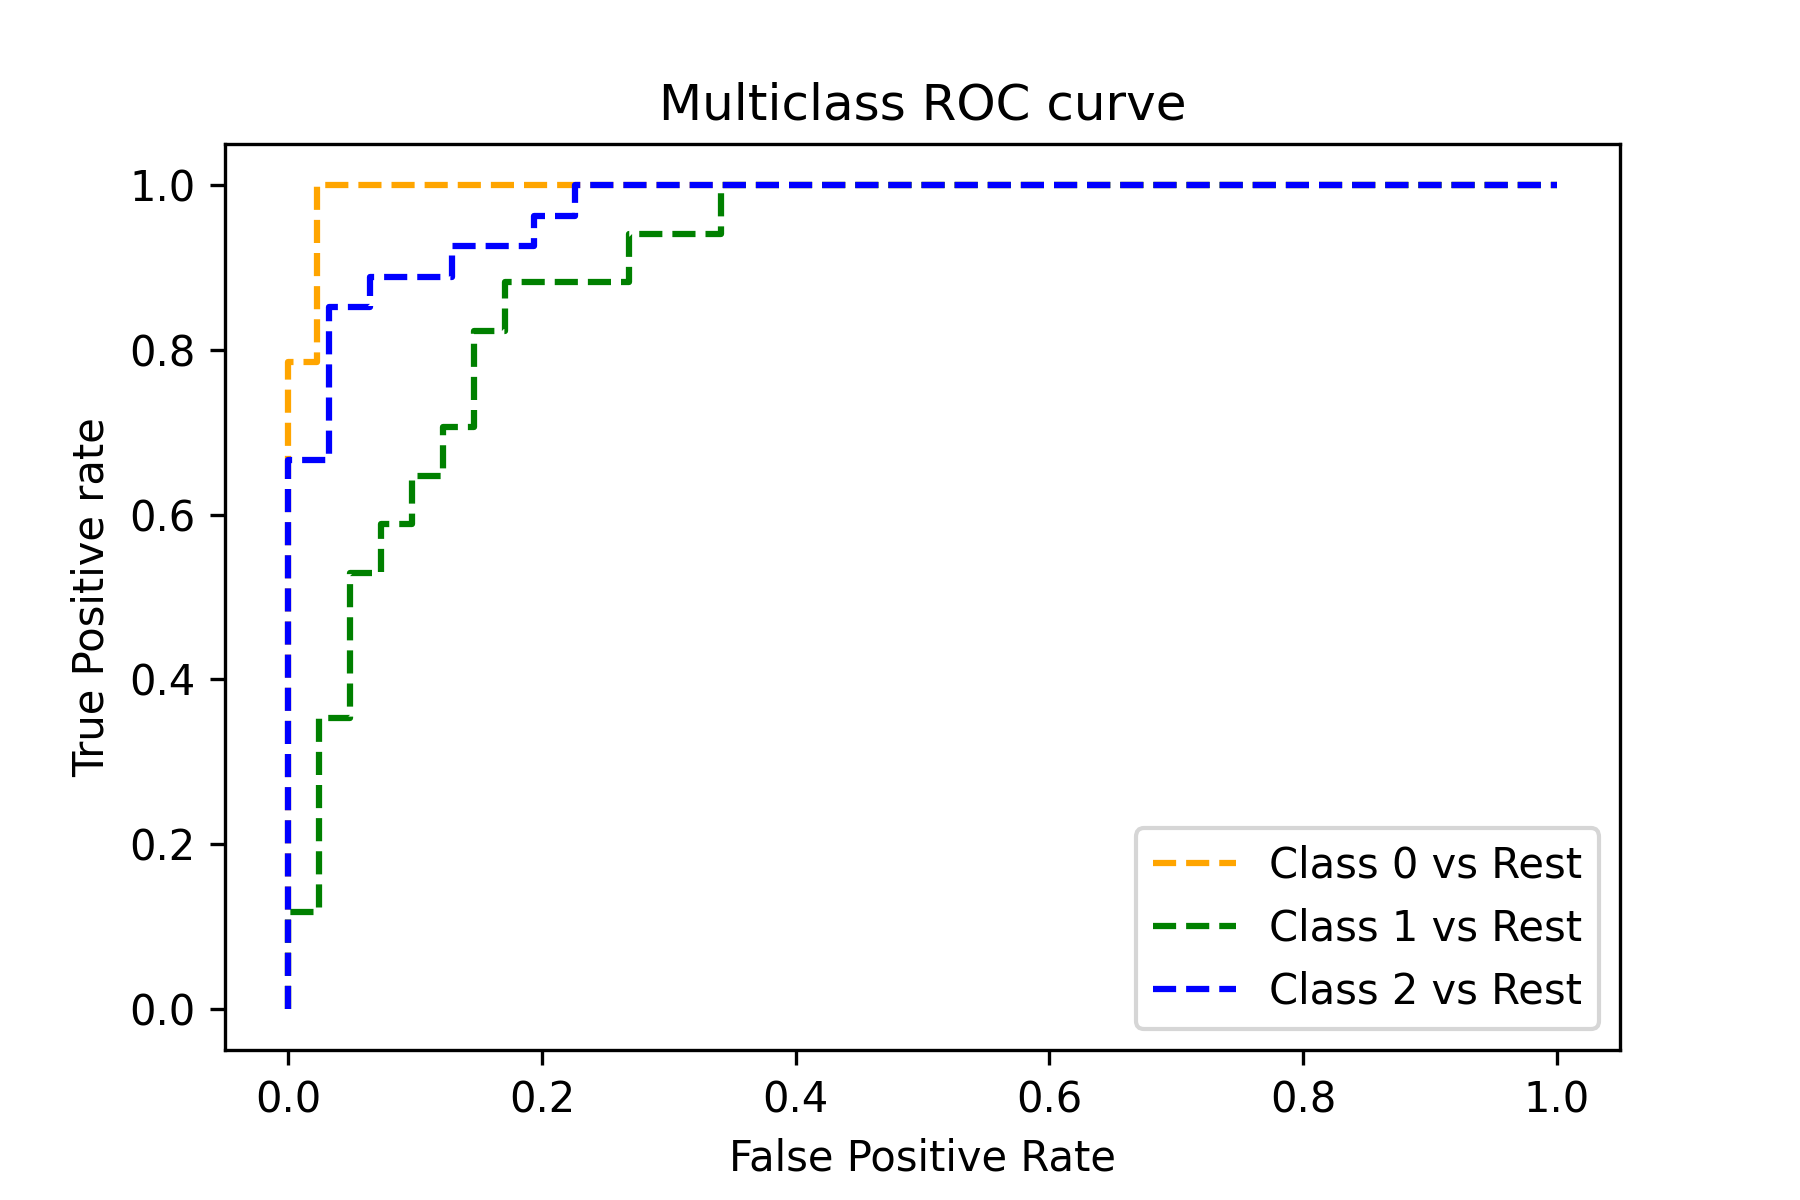 Multiclass ROC curve
1.0
0.8
0.6
0.4
0.2
0.0
True Positive rate
0.0 0.2 0.4 0.6 0.8 1.0
False Positive Rate
Class 0 vs Rest
Class 1 vs Rest
Class 2 vs Rest